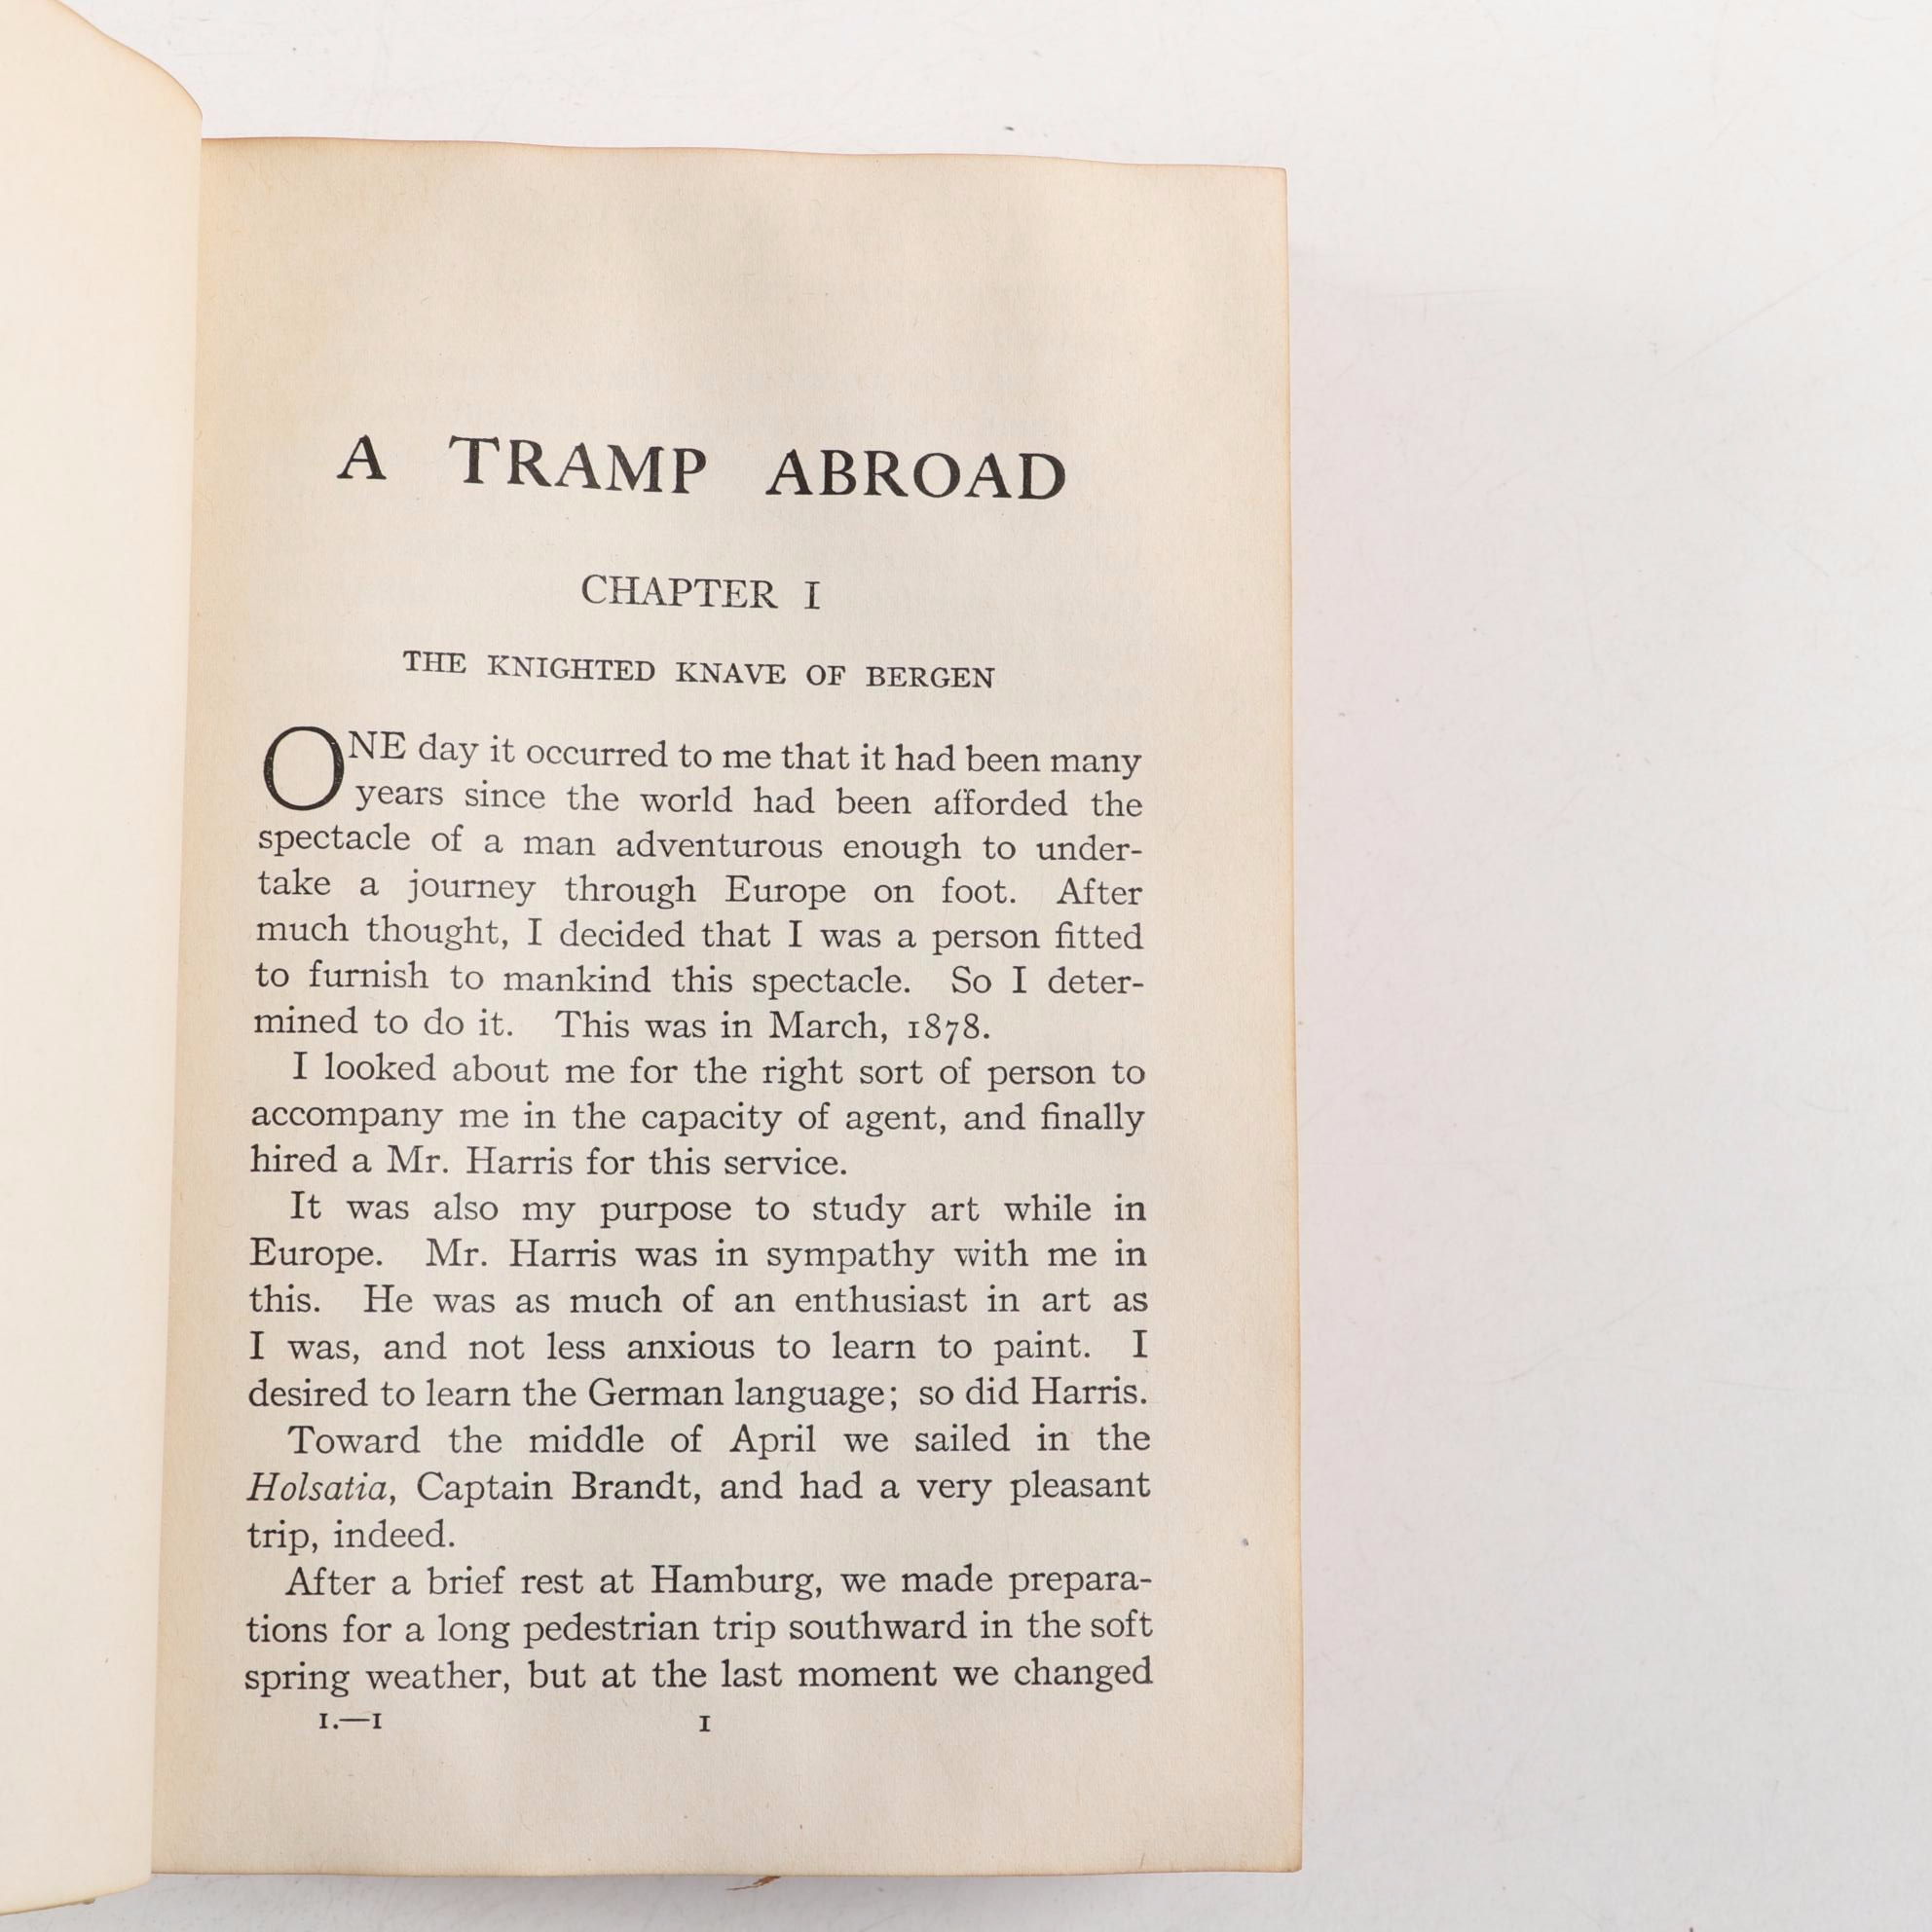 A TRAMP ABROAD
CHAPTER I
THE KNIGHTED KNAVE OF BERGEN
ONE day it occurred to me that it had been many
years since the world had been afforded the
spectacle of a man adventurous enough to under-
take a journey through Europe on foot. After
much thought, I decided that I was a person fitted
to furnish to mankind this spectacle. So I deter-
mined to do it. This was in March, 1878.
I looked about me for the right sort of person to
accompany me in the capacity of agent, and finally
hired a Mr. Harris for this service.
It was also my purpose to study art while in
Europe. Mr. Harris was in sympathy with me in
this. He was as much of an enthusiast in art as
I was, and not less anxious to learn to paint. I
desired to learn the German language; so did Harris.
Toward the middle of April we sailed in the
Holsatia, Captain Brandt, and had a very pleasant
trip, indeed.
After a brief rest at Hamburg, we made prepara-
tions for a long pedestrian trip southward in the soft
spring weather, but at the last moment we changed
1.—1 1